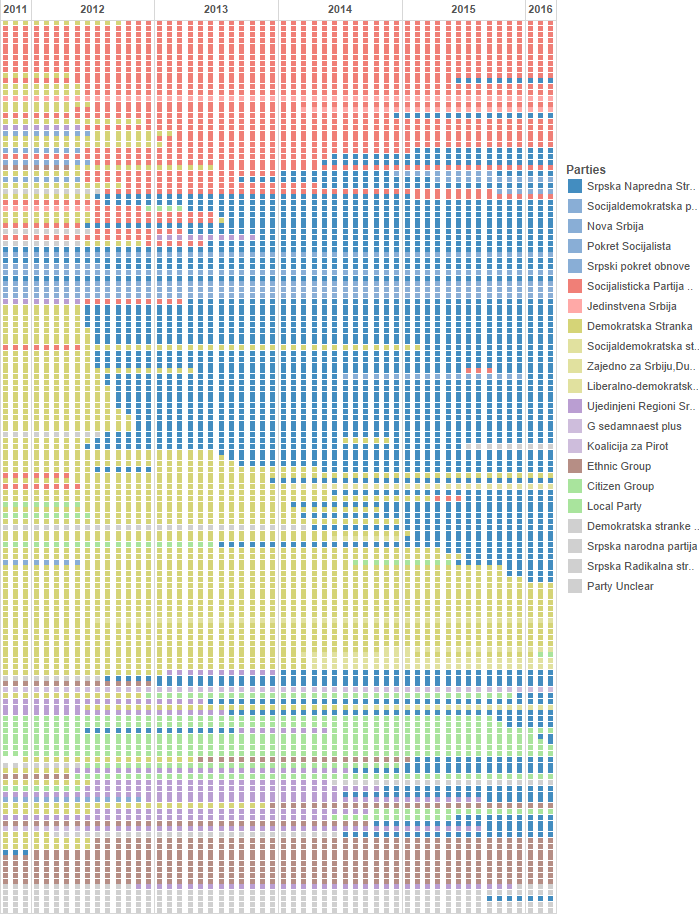 2011 2012 2013 2014 2015 2016
Parties
Srpska Napredna Str..
Socijaldemokratska p..
Nova Srbija
Pokret Socijalista
Srpski pokret obnove
Socijalisticka Partija ..
Jedinstvena Srbija
Demokratska Stranka
Socijaldemokratska st..
Zajedno za Srbiju,Du..
Liberalno-demokratsk..
Ujedinjeni Regioni Sr..
G sedamnaest plus
Koalicija za Pirot
Ethnic Group
Citizen Group
Local Party
Demokratska stranke ..
Srpska narodna partija
Srpska Radikalna str..
Party Unclear